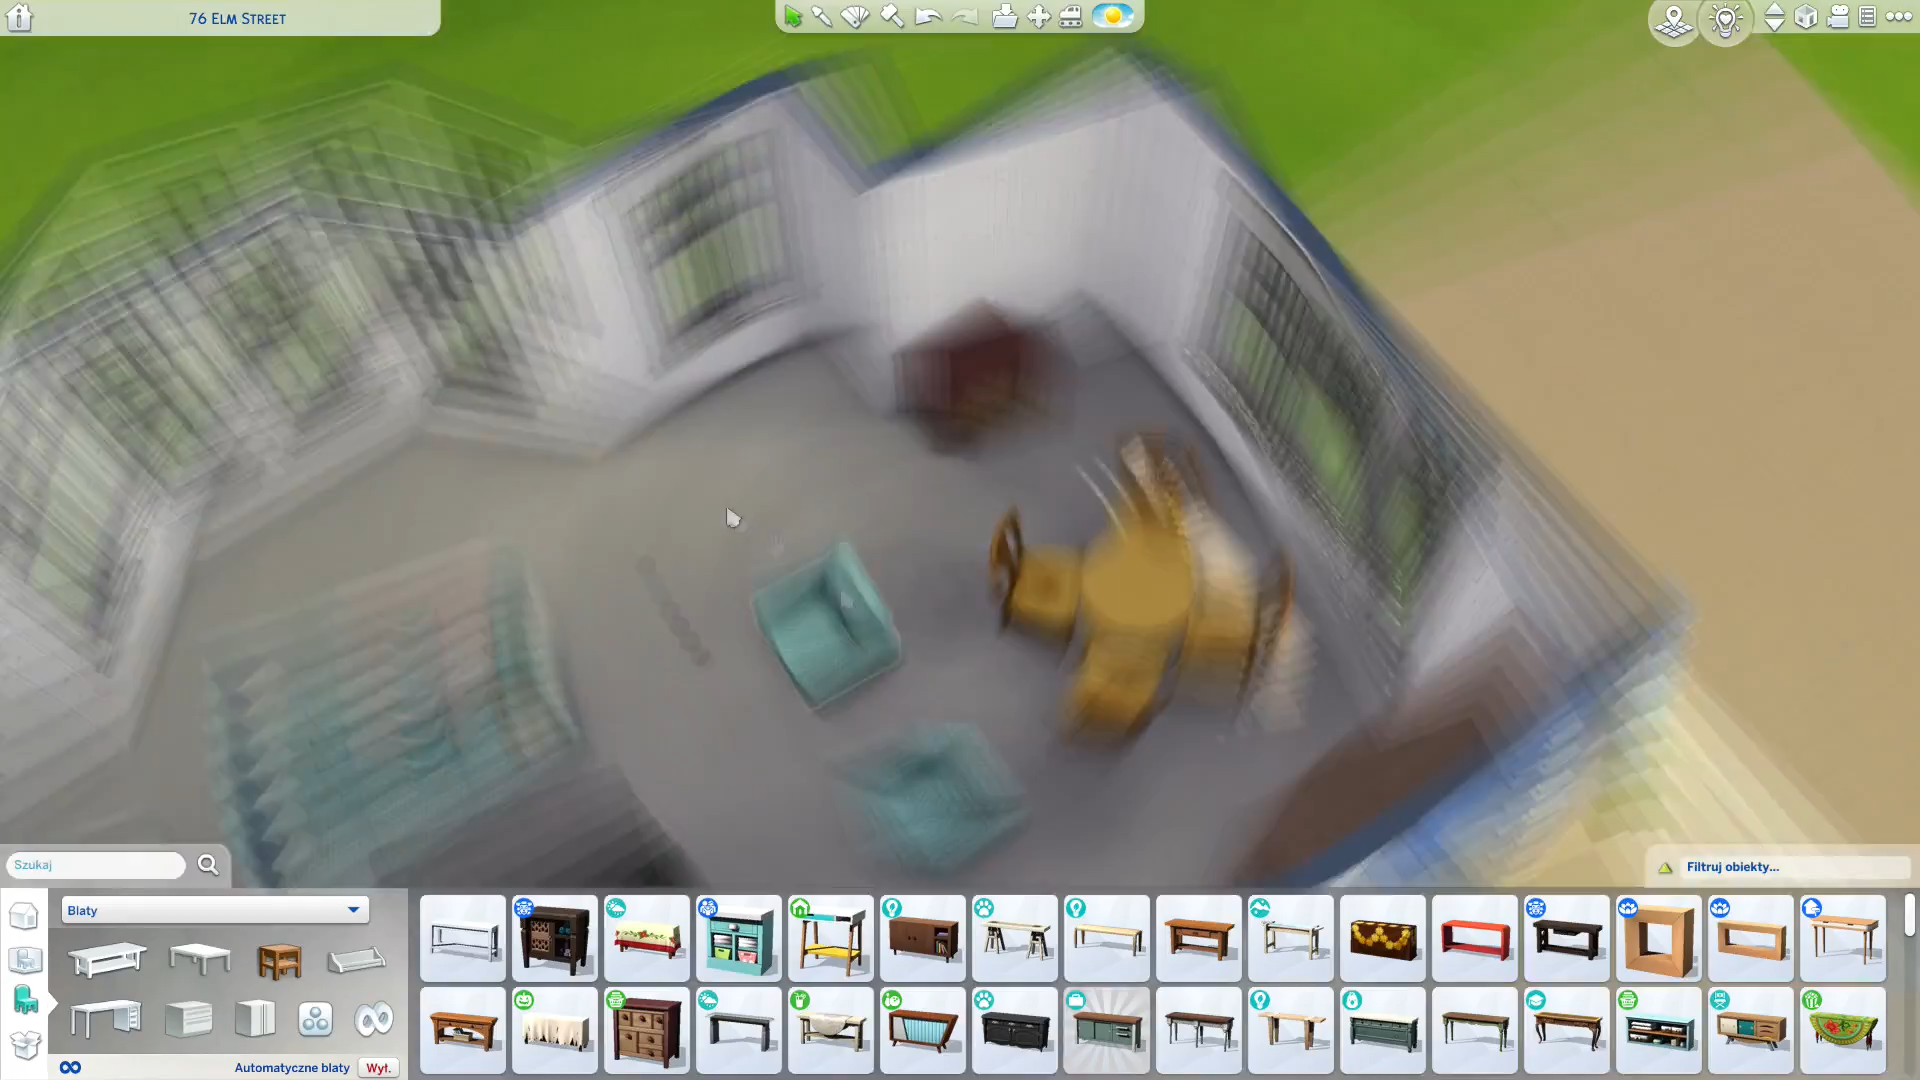 76 Elm Street
Szukaj
Filtruj obiekty...
Blaty
Automatyczne blaty
Wył.